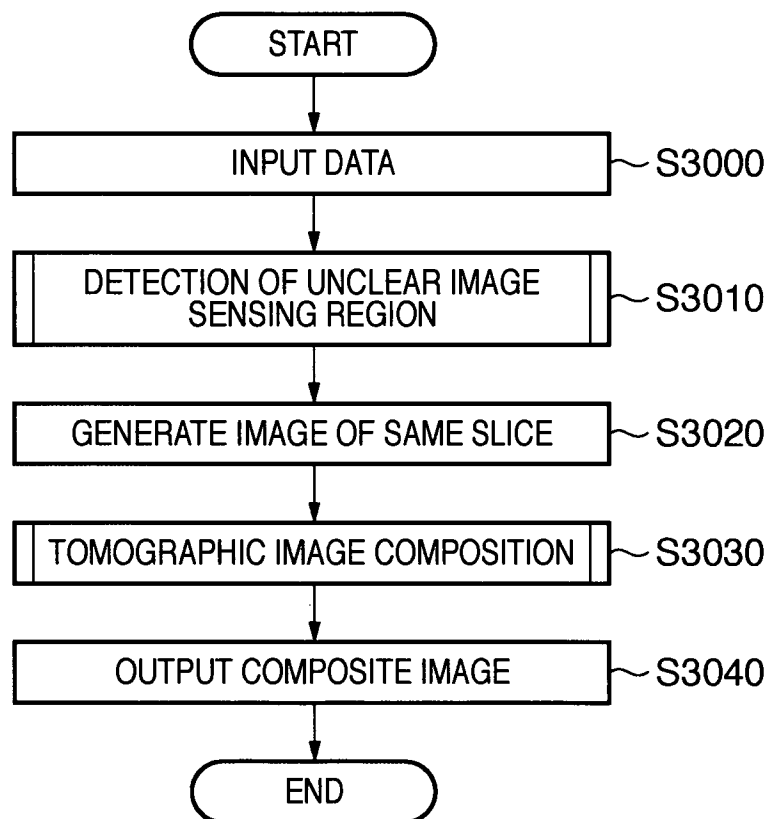 START
INPUT DATA
S3000
DETECTION OF UNCLEAR IMAGE
SENSING REGION
S3010
GENERATE IMAGE OF SAME SLICE
S3020
TOMOGRAPHIC IMAGE COMPOSITION
S3030
OUTPUT COMPOSITE IMAGE
S3040
END